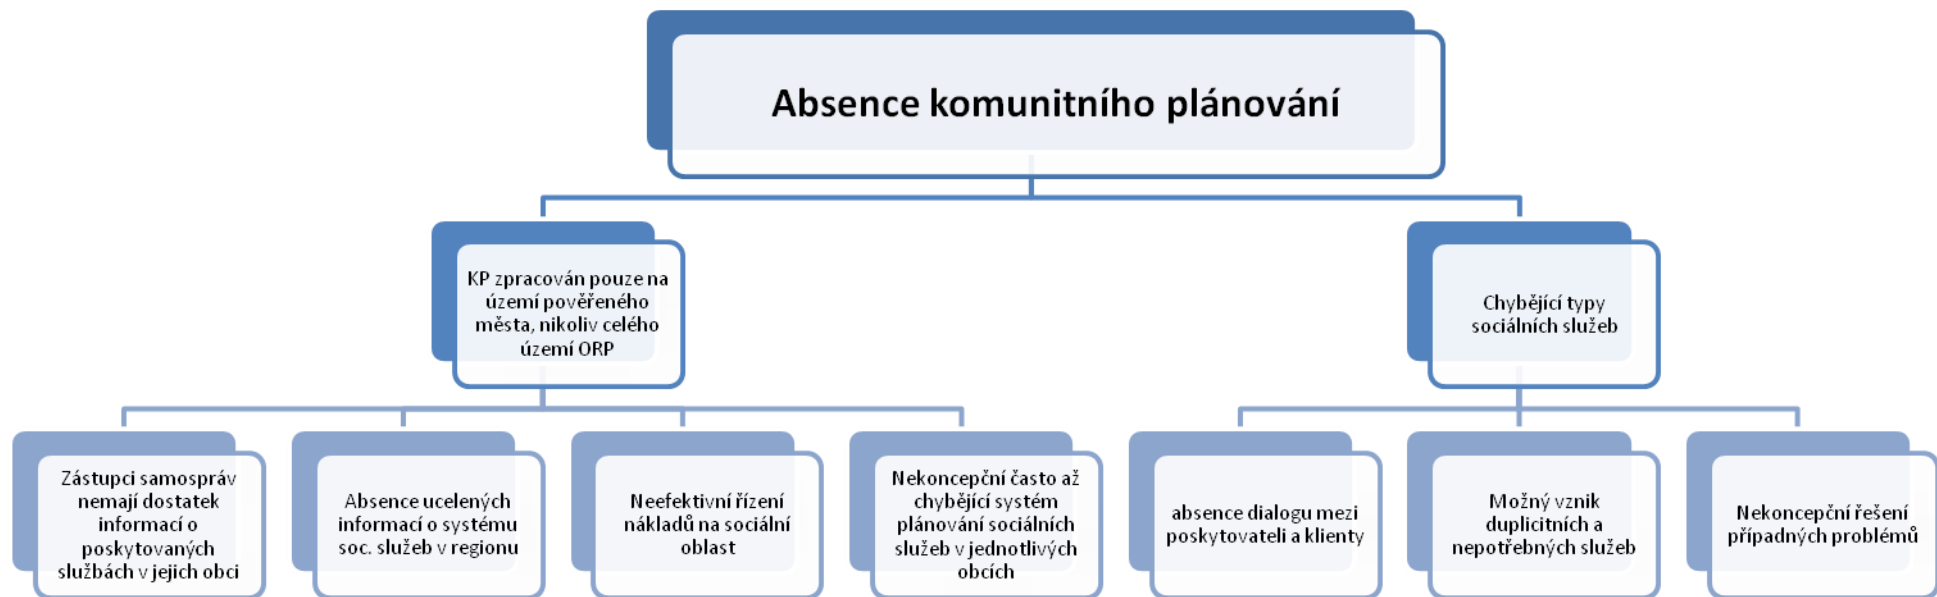 Absence komunitního plánování
KP zpracován pouze na
území pověřeného
města, nikoliv celého
území ORP
Chybějící typy
sociálních služeb
Zástupci samospráv
nemají dostatek
informací o
poskytovaných
službách v jejich obci
Absence ucelených
informací o systému
soc. služeb v regionu
Neefektivní řízení
nákladů na sociální
oblast
Nekoncepční často až
chybějící systém
plánování sociálních
služeb v jednotlivých
obcích
absence dialogu mezi
poskytovateli a klienty
Možný vznik
duplicitních a
nepotřebných služeb
Nekoncepční řešení
případných problémů